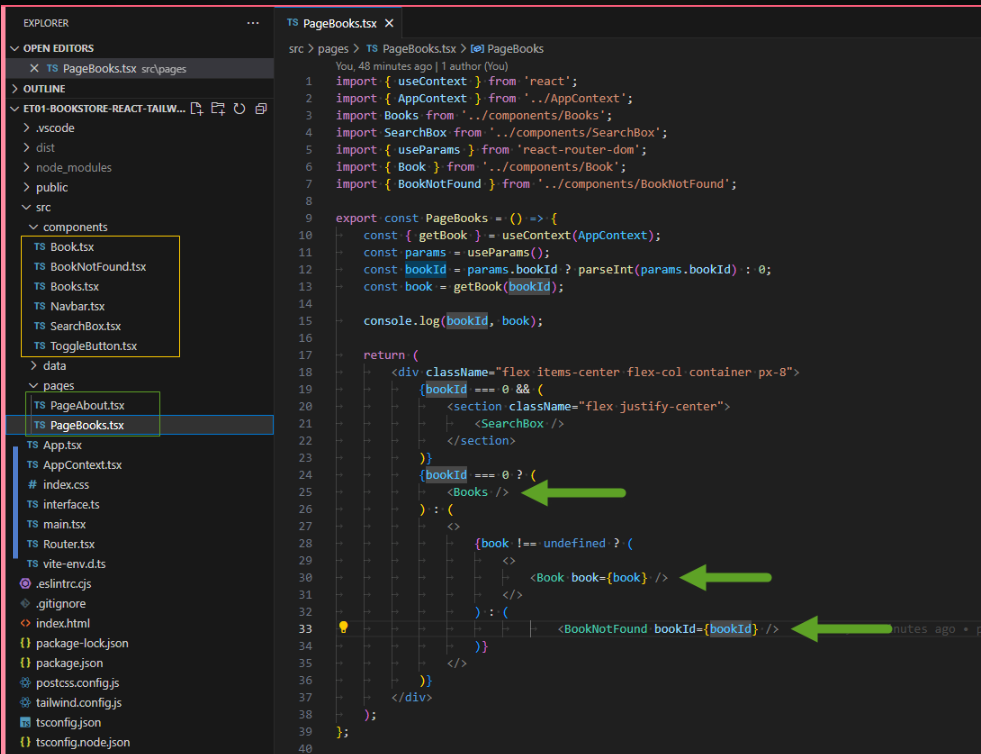 EXPLORER
OPEN EDITORS
TS PageBooks.tsx src\pages
OUTLINE
ET01-BOOKSTORE-REACT-TAILW...
.vscode
dist
node_modules
public
src
components
TS Book.tsx
TS BookNotFound.tsx
TS Books.tsx
TS Navbar.tsx
TS SearchBox.tsx
TS ToggleButton.tsx
data
pages
TS PageAbout.tsx
TS PageBooks.tsx
TS App.tsx
TS AppContext.tsx
# index.css
TS interface.ts
TS main.tsx
TS Router.tsx
TS vite-env.d.ts
.eslintrc.cjs
.gitignore
<> index.html
{} package-lock.json
{} package.json
postcss.config.js
tailwind.config.js
TS tsconfig.json
{} tsconfig.node.json
TS PageBooks.tsx
src > pages > TS PageBooks.tsx > PageBooks
You, 48 minutes ago | 1 author (You)
1 import { useContext } from 'react';
2 import { AppContext } from '../AppContext';
3 import Books from '../components/Books';
4 import SearchBox from '../components/SearchBox';
5 import { useParams } from 'react-router-dom';
6 import { Book } from '../components/Book';
7 import { BookNotFound } from '../components/BookNotFound';
8
9 export const PageBooks = () => {
10 const { getBook } = useContext(AppContext);
11 const params = useParams();
12 const bookId = params.bookId ? parseInt(params.bookId) : 0;
13 const book = getBook(bookId);
14
15 console.log(bookId, book);
16
17 return (
18 <div className="flex items-center flex-col container px-8">
19 {bookId === 0 && (
20 <section className="flex justify-center">
21 <SearchBox />
22 </section>
23 )}
24 {bookId === 0 ? (
25 <Books />
26 ) : (
27 <>
28 {book !== undefined ? (
29 <>
30 <Book book={book} />
31 </>
32 ) : (
33 <BookNotFound bookId={bookId} /> nutes ago •
34 )}
35 </>
36 )}
37 </div>
38 );
39 };
40